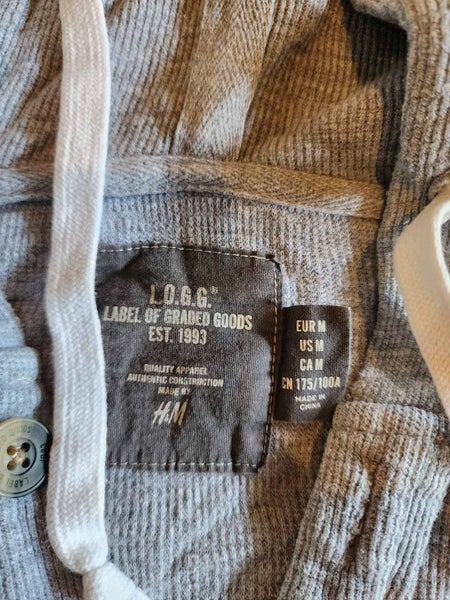 L.O.G.G.®
LABEL OF GRADED GOODS
EST. 1993
QUALITY APPAREL
AUTHENTIC CONSTRUCTION
MADE BY
H&M
EUR M
US M
CA M
CN 175/100A
MADE IN
CHINA
LABEL